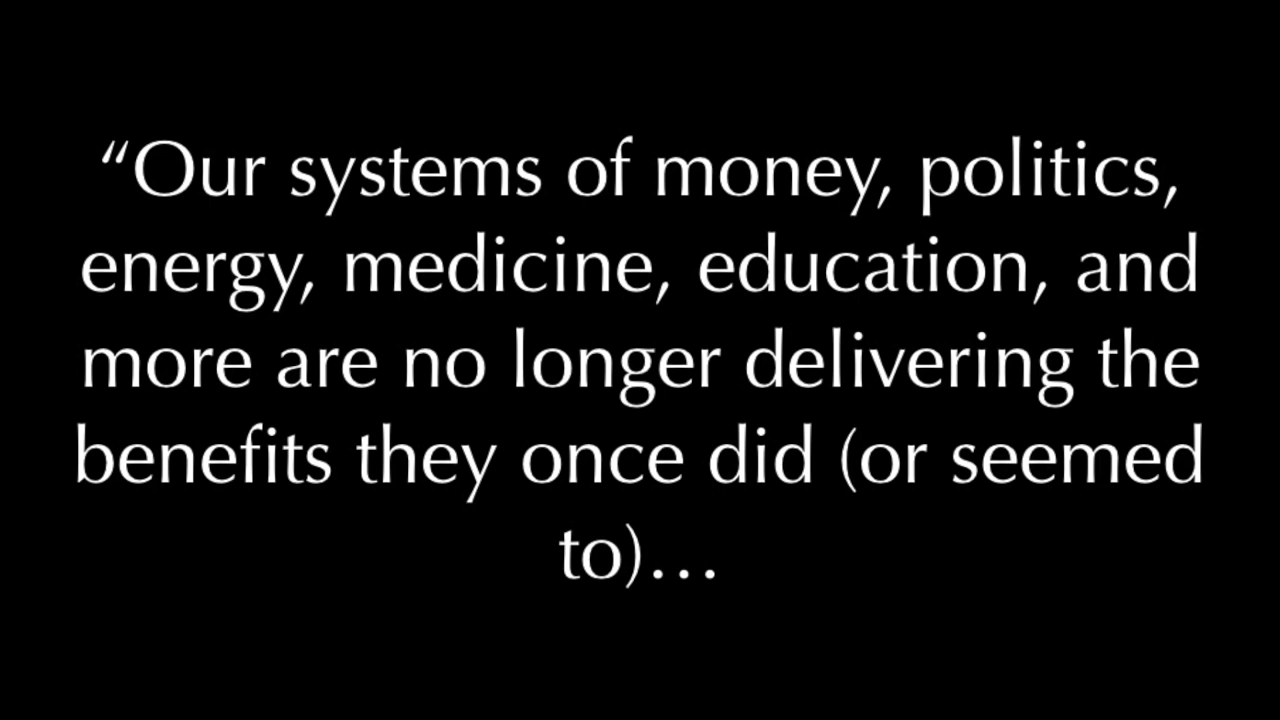 “Our systems of money, politics,
energy, medicine, education, and
more are no longer delivering the
benefits they once did (or seemed
to)…